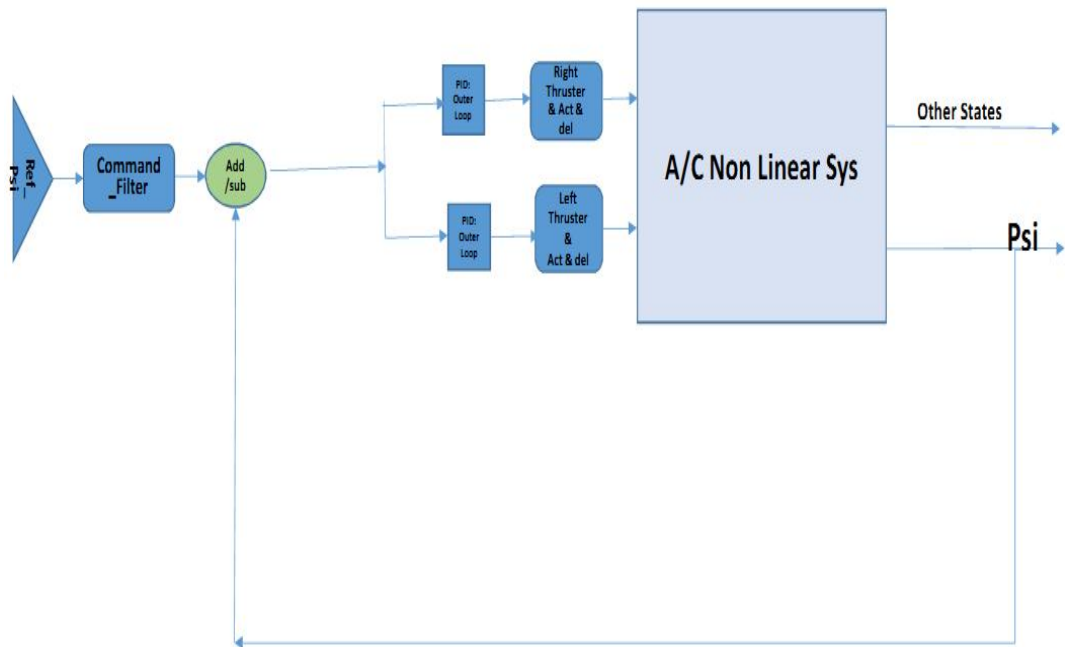 Ref_
Psi
Command
_Filter
Add
/sub
PID:
Outer
Loop
Right
Thruster
& Act &
del
PID:
Outer
Loop
Left
Thruster
&
Act & del
A/C Non Linear Sys
Other States
Psi